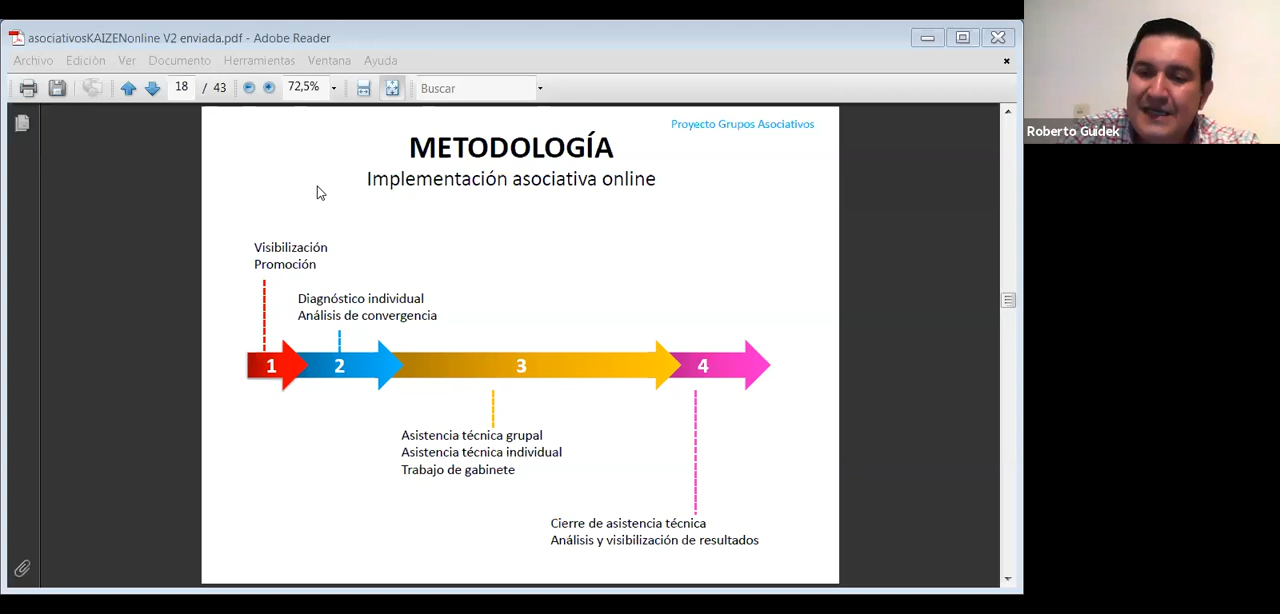 asociativosKAIZENonline V2 enviada.pdf - Adobe Reader
Archivo Edición Ver Documento Herramientas Ventana Ayuda
18 / 43 72,5% Buscar
Proyecto Grupos Asociativos
METODOLOGÍA
Implementación asociativa online
Visibilización
Promoción
Diagnóstico individual
Análisis de convergencia
1 2 3 4
Asistencia técnica grupal
Asistencia técnica individual
Trabajo de gabinete
Cierre de asistencia técnica
Análisis y visibilización de resultados
Roberto Guidek